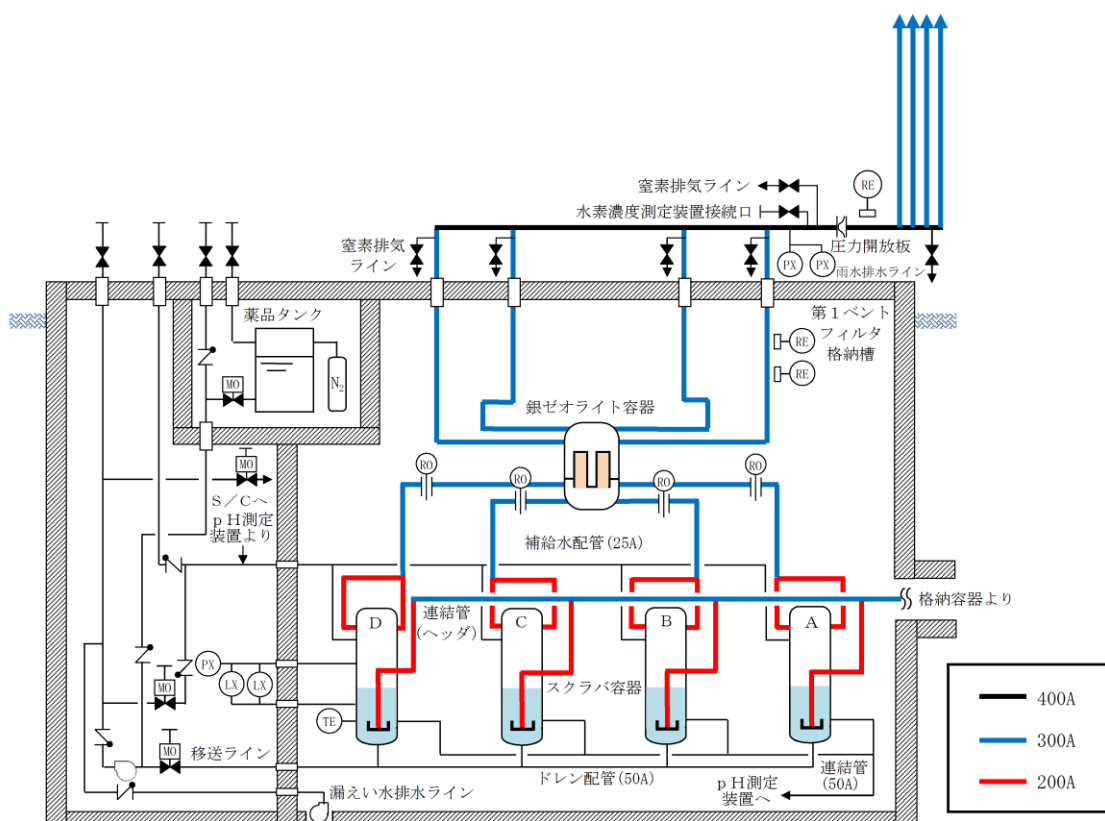 窒素排気ライン
RE
水素濃度測定装置接続口
窒素排気
ライン
圧力開放板
PX
PX
雨水排水ライン
薬品タンク
第１ベント
フィルタ
格納槽
RE
RE
MO
N2
銀ゼオライト容器
MO
RO
RO
RO
RO
Ｓ／Ｃへ
ｐＨ測定
装置より
補給水配管(25A)
格納容器より
連結管
(ヘッダ)
D
C
B
A
PX
LX
LX
MO
スクラバ容器
TE
MO
移送ライン
ドレン配管(50A)
ｐＨ測定
装置へ
連結管
(50A)
漏えい水排水ライン
400A
300A
200A